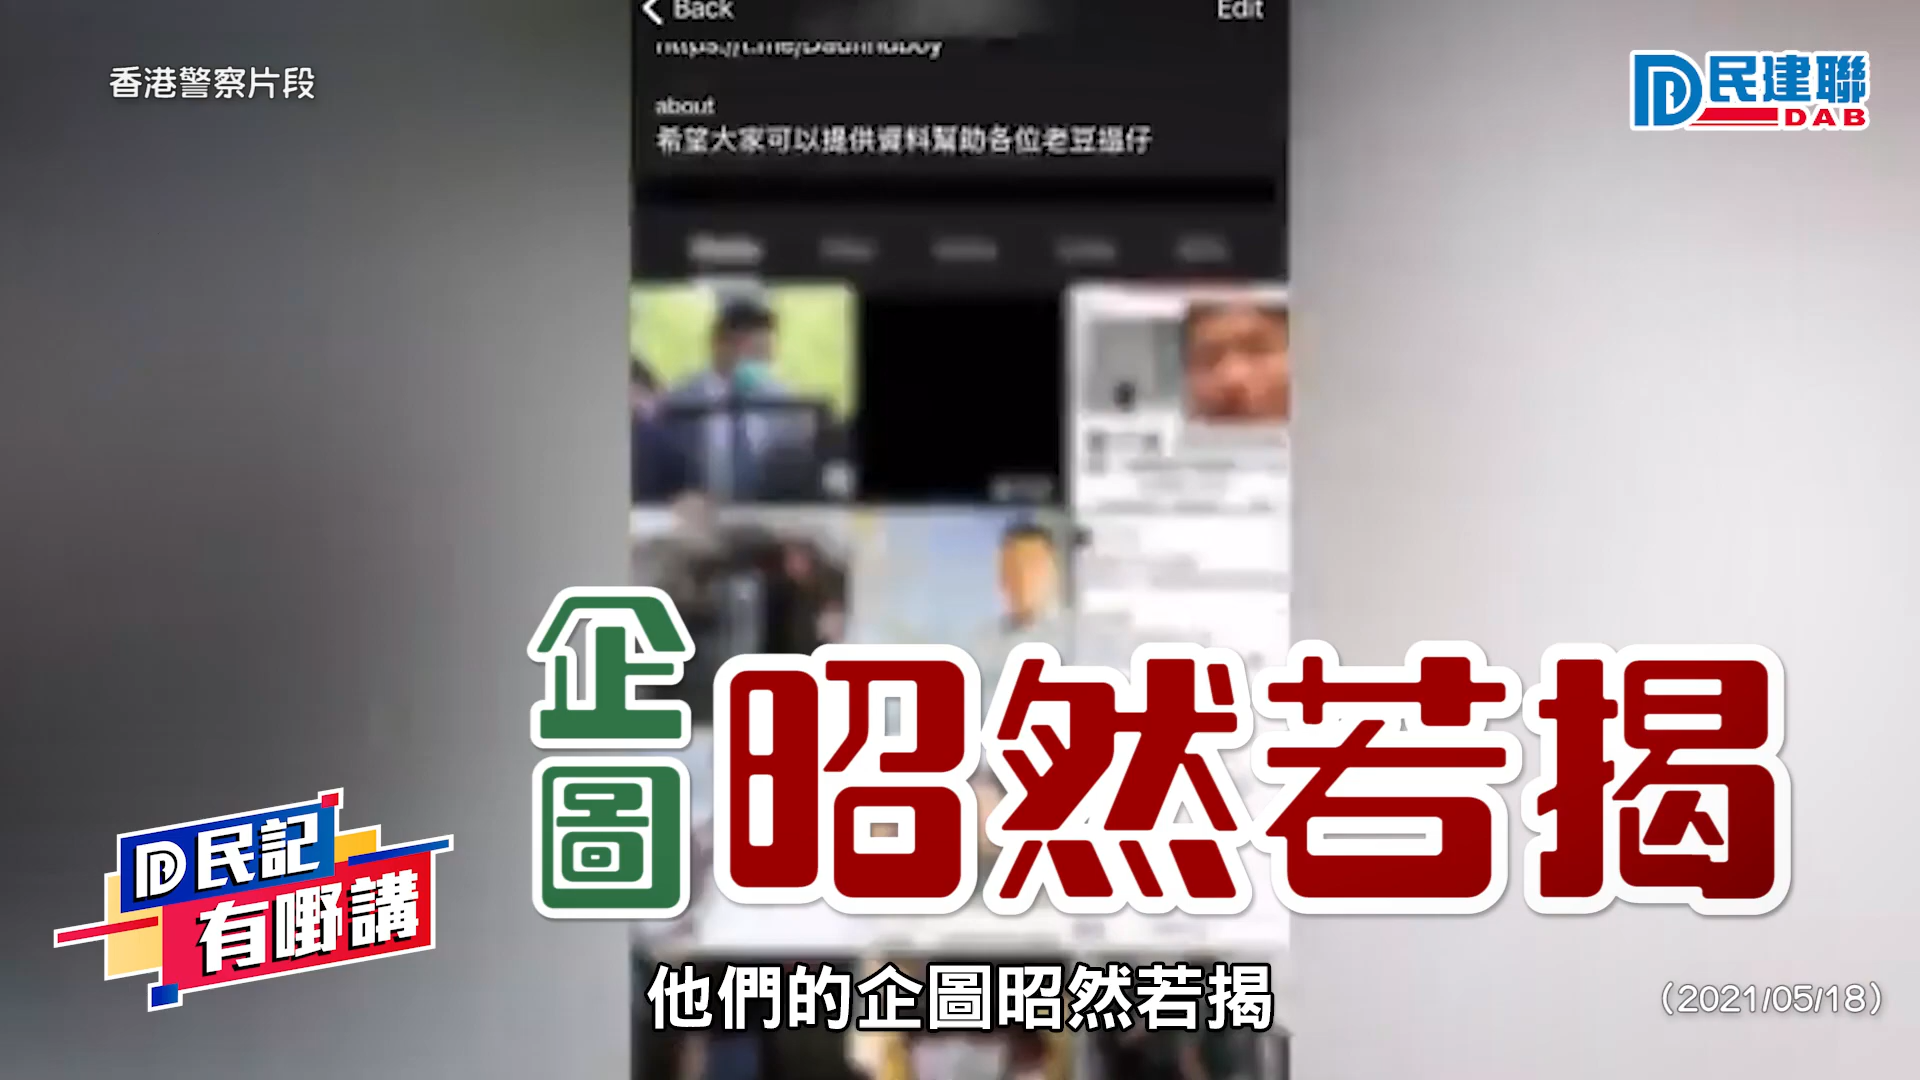 Back
Edit
香港警察片段
民建聯
DAB
about
希望大家可以提供資料幫助各位老豆搵仔
企圖
昭然若揭
民記
有嘢講
他們的企圖昭然若揭
（2021/05/18）